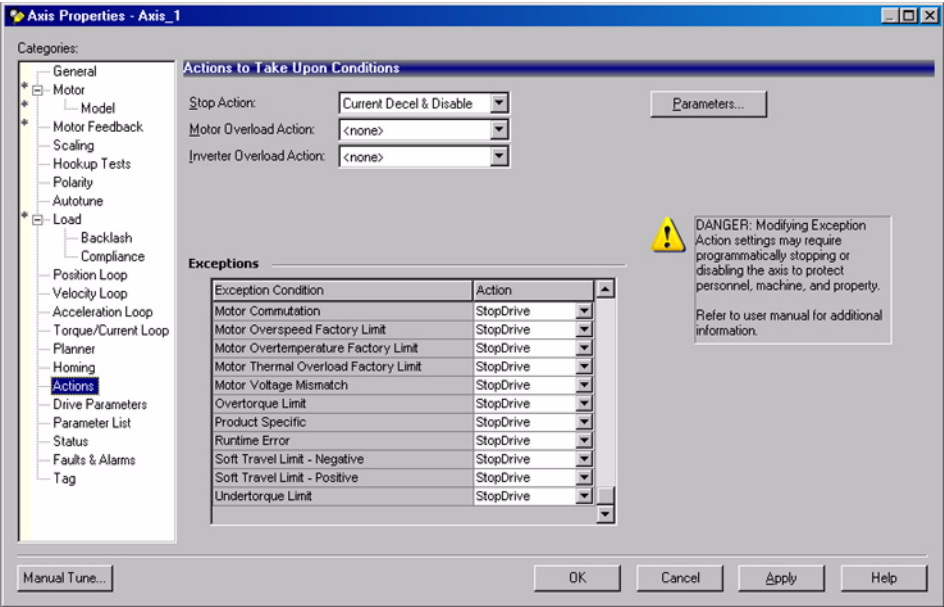 Axis Properties - Axis_1
Categories:
General
* Motor
* Model
* Motor Feedback
Scaling
Hookup Tests
Polarity
Autotune
* Load
Backlash
Compliance
Position Loop
Velocity Loop
Acceleration Loop
Torque/Current Loop
Planner
Homing
Actions
Drive Parameters
Parameter List
Status
Faults & Alarms
Tag
Actions to Take Upon Conditions
Stop Action: Current Decel & Disable
Parameters...
Motor Overload Action: <none>
Inverter Overload Action: <none>
DANGER: Modifying Exception
Action settings may require
programmatically stopping or
disabling the axis to protect
personnel, machine, and property.
Refer to user manual for additional
information.
Exceptions
Exception Condition Action
Motor Commutation StopDrive
Motor Overspeed Factory Limit StopDrive
Motor Overtemperature Factory Limit StopDrive
Motor Thermal Overload Factory Limit StopDrive
Motor Voltage Mismatch StopDrive
Overtorque Limit StopDrive
Product Specific StopDrive
Runtime Error StopDrive
Soft Travel Limit - Negative StopDrive
Soft Travel Limit - Positive StopDrive
Undertorque Limit StopDrive
Manual Tune...
OK
Cancel
Apply
Help